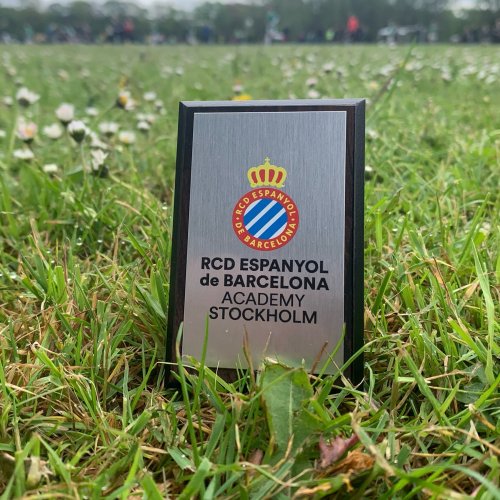 RCD ESPANYOL
DE BARCELONA
RCD ESPANYOL
de BARCELONA
ACADEMY
STOCKHOLM